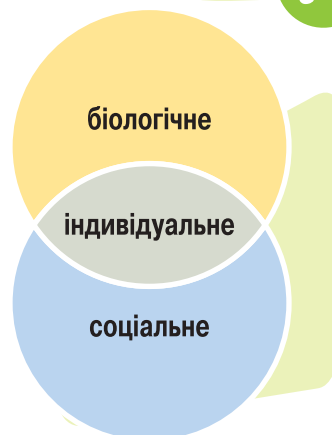 біологічне
індивідуальне
соціальне